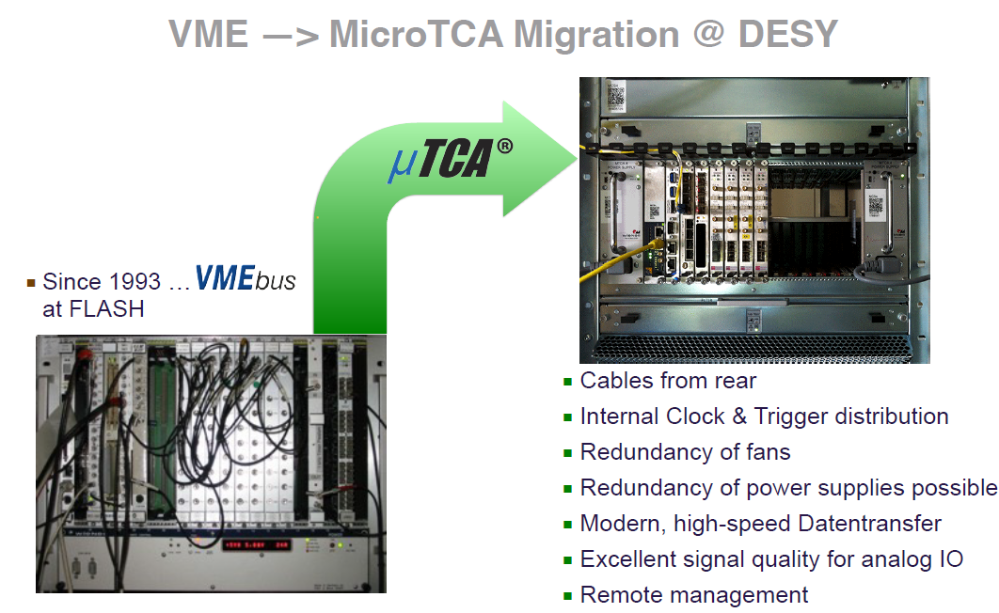 VME —> MicroTCA Migration @ DESY
µTCA®
Since 1993 … VMEbus
at FLASH
Cables from rear
Internal Clock & Trigger distribution
Redundancy of fans
Redundancy of power supplies possible
Modern, high-speed Datentransfer
Excellent signal quality for analog IO
Remote management